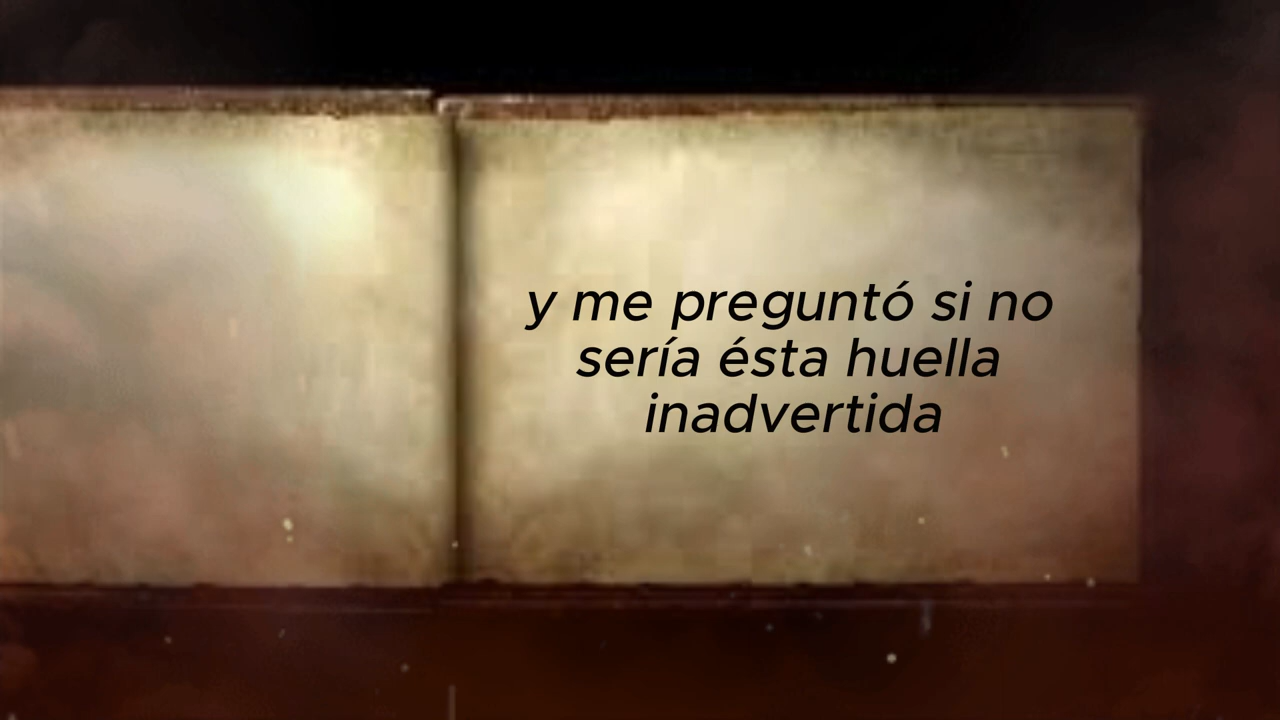 y me preguntó si no
sería ésta huella
inadvertida